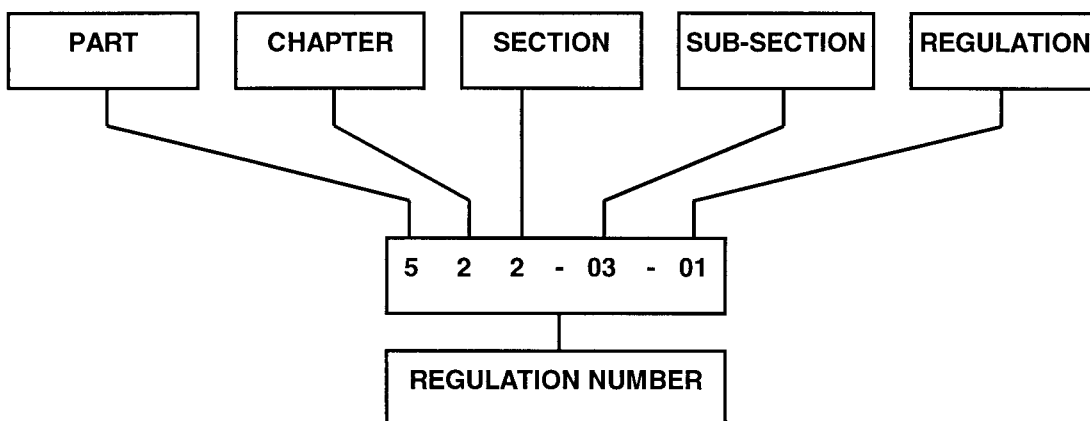 PART CHAPTER SECTION SUB-SECTION REGULATION
5 2 2 - 03 - 01
REGULATION NUMBER